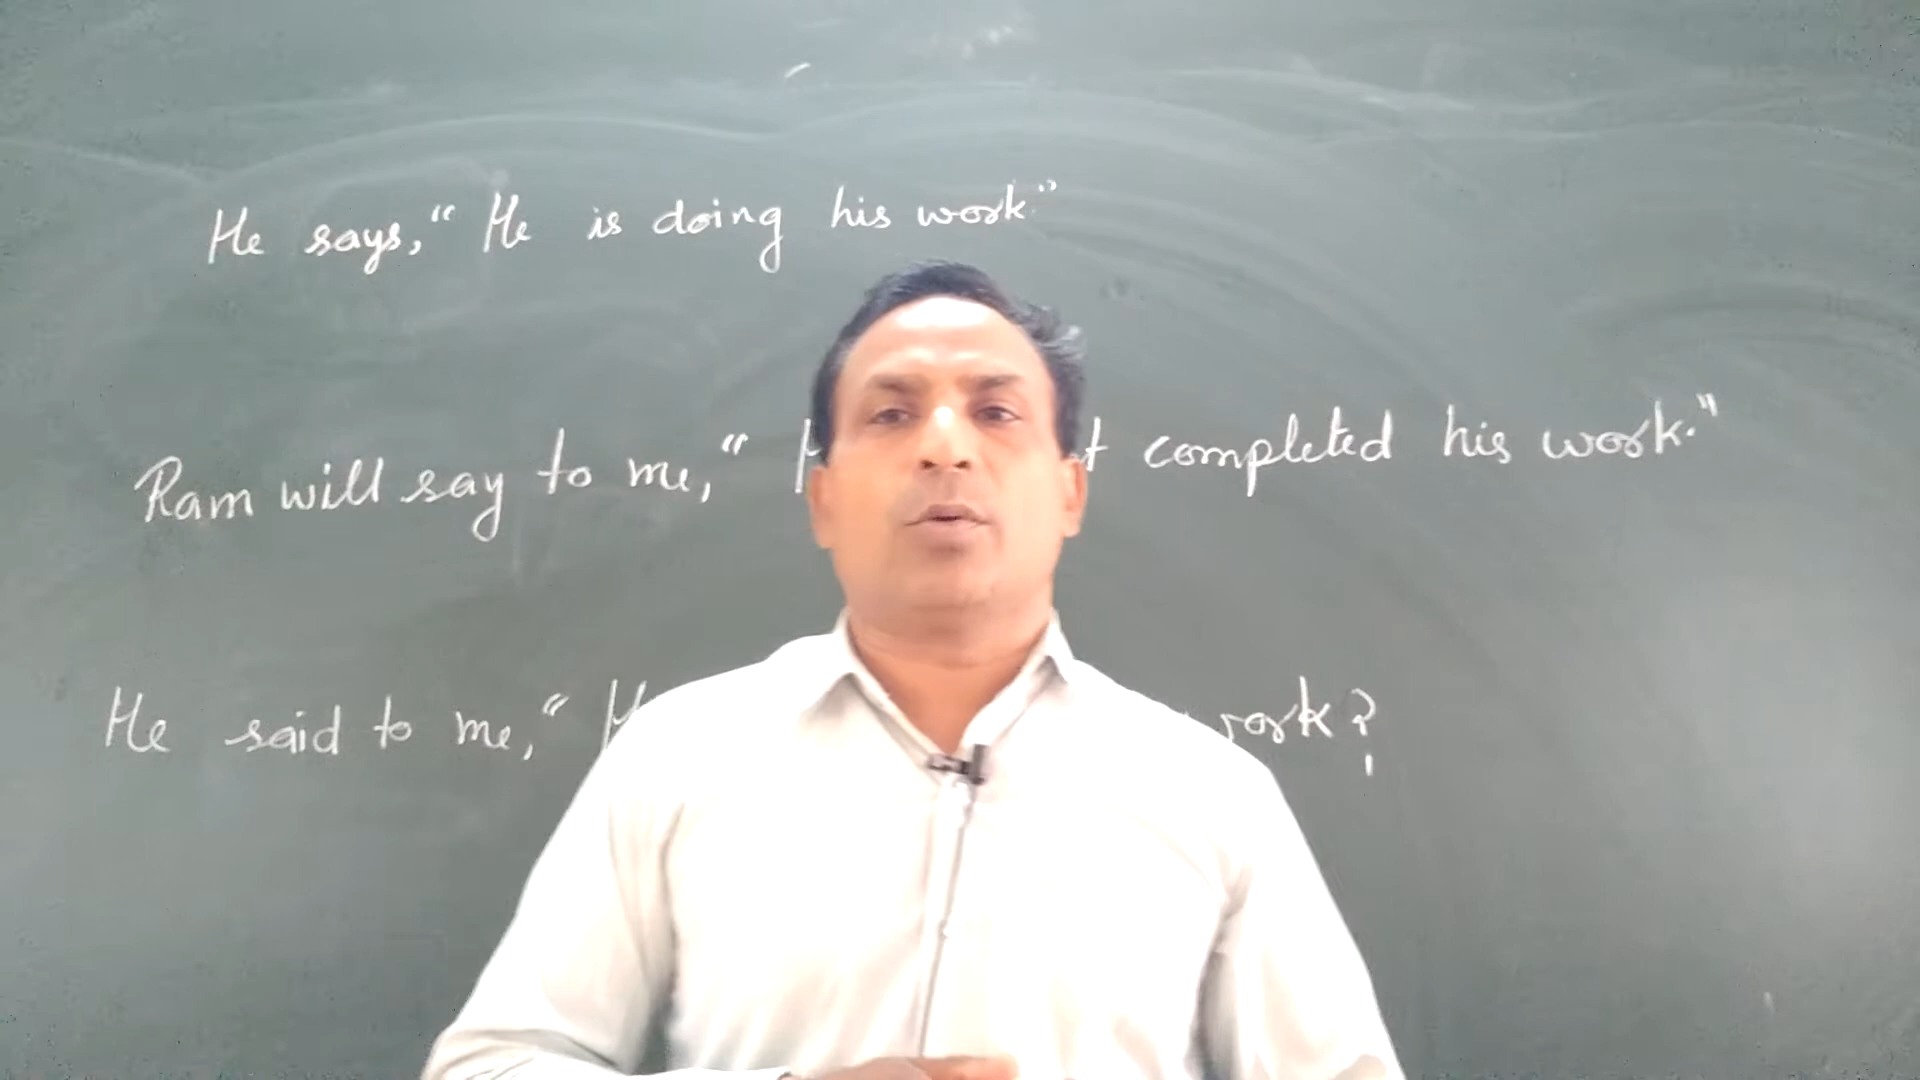 He says, “He is doing his work”
Ram will say to me, “ completed his work.”
He said to me, “ work?